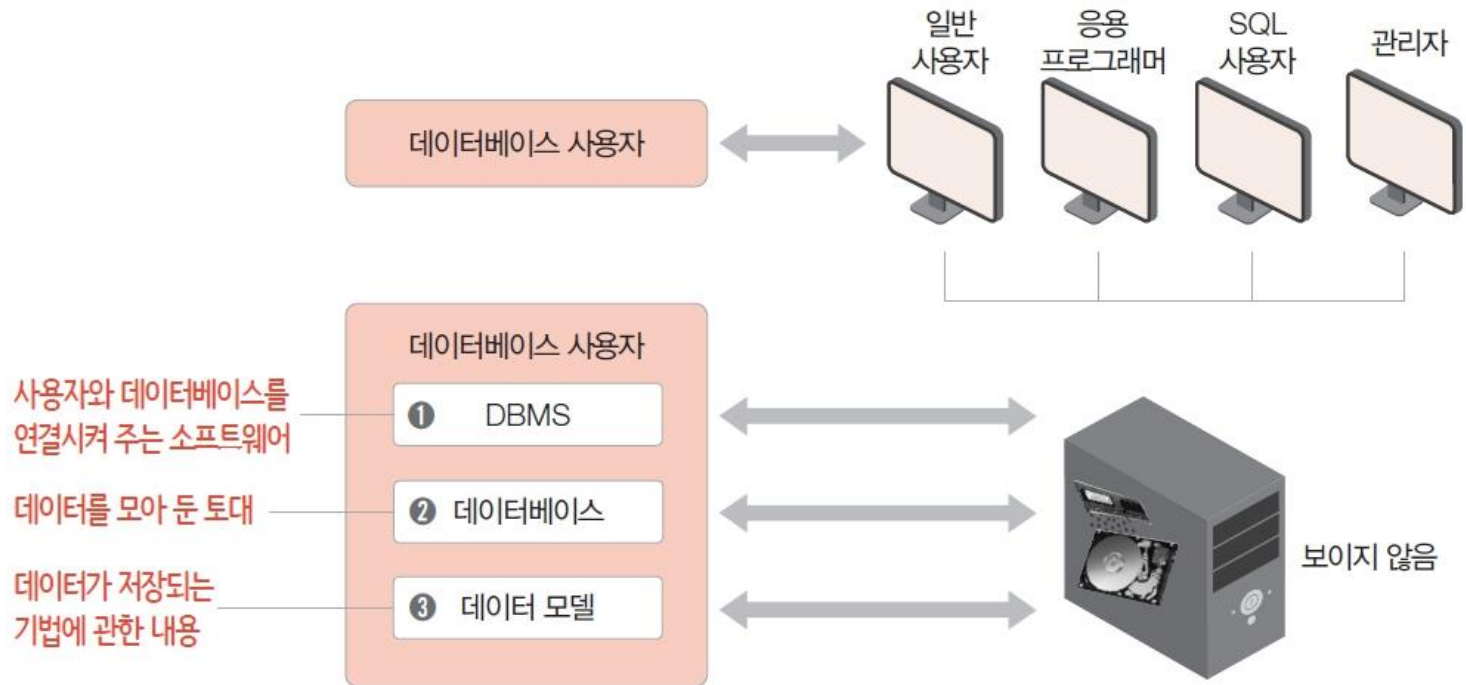 일반
사용자
응용
프로그래머
SQL
사용자
관리자
데이터베이스 사용자
데이터베이스 사용자
사용자와 데이터베이스를
연결시켜 주는 소프트웨어
❶ DBMS
데이터를 모아 둔 토대
❷ 데이터베이스
데이터가 저장되는
기법에 관한 내용
❸ 데이터 모델
보이지 않음